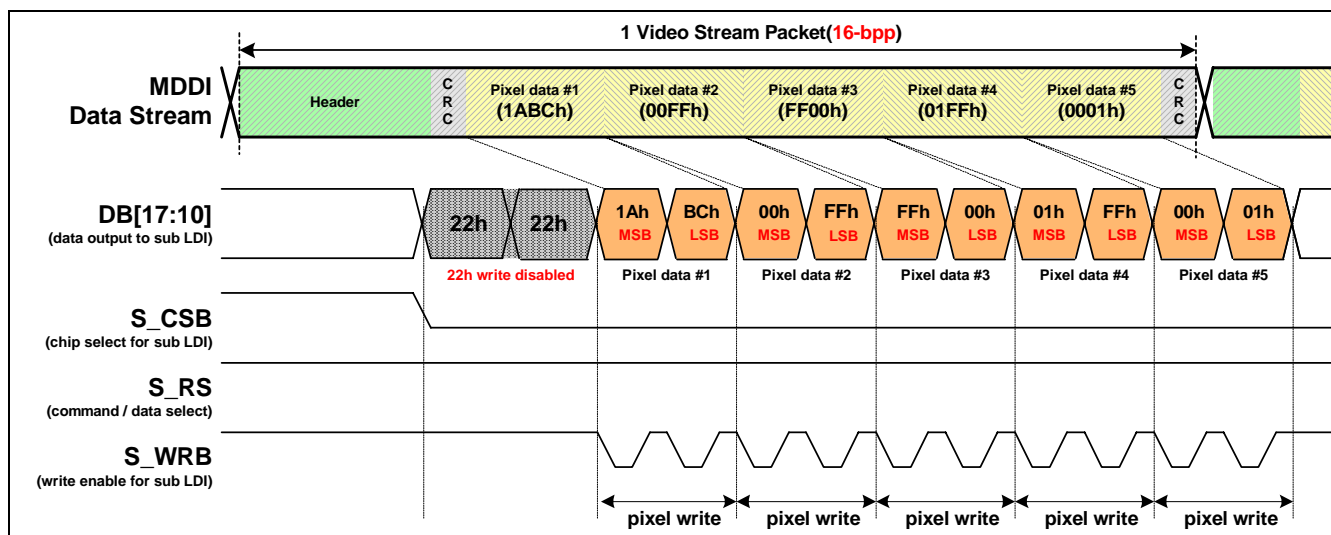 1 Video Stream Packet(16-bpp)
MDDI
Data Stream
Header
C
R
C
Pixel data #1
(1ABCh)
Pixel data #2
(00FFh)
Pixel data #3
(FF00h)
Pixel data #4
(01FFh)
Pixel data #5
(0001h)
C
R
C
DB[17:10]
(data output to sub LDI)
22h 22h
1Ah BCh 00h FFh FFh 00h 01h FFh 00h 01h
MSB LSB MSB LSB MSB LSB MSB LSB MSB LSB
22h write disabled
Pixel data #1 Pixel data #2 Pixel data #3 Pixel data #4 Pixel data #5
S_CSB
(chip select for sub LDI)
S_RS
(command / data select)
S_WRB
(write enable for sub LDI)
pixel write pixel write pixel write pixel write pixel write